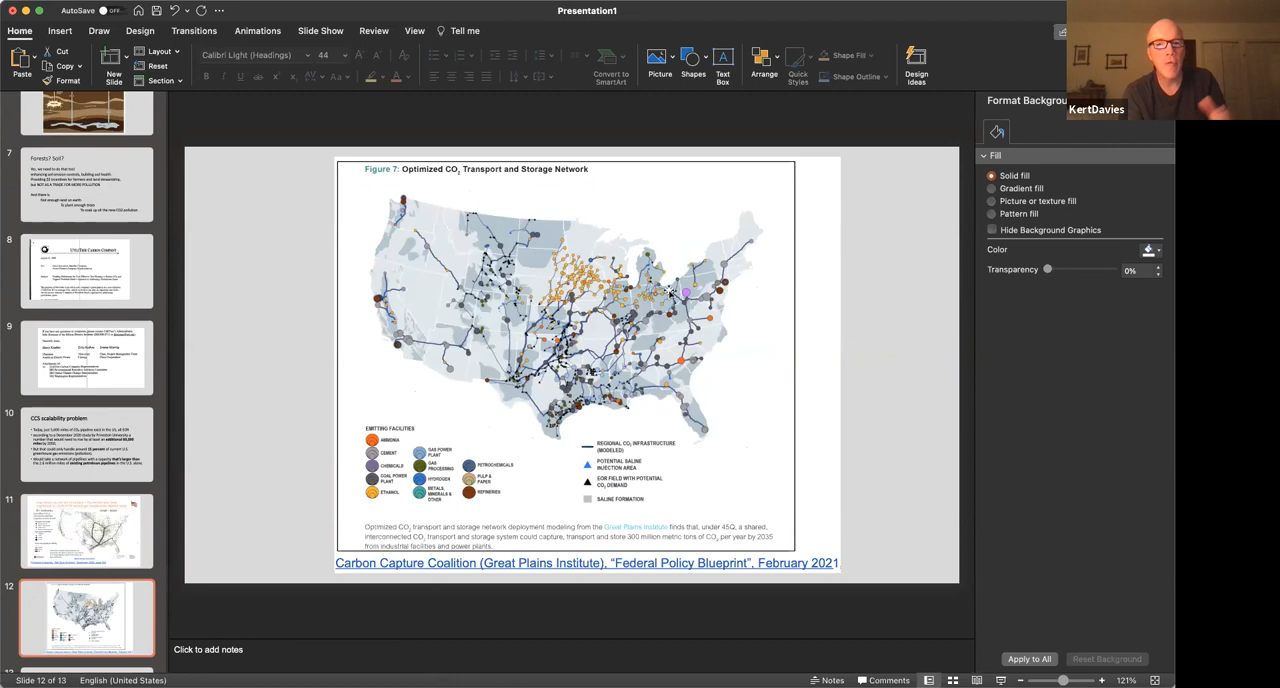 AutoSave OFF
Presentation1
Home Insert Draw Design Transitions Animations Slide Show Review View Tell me
Paste
Cut
Copy
Format
New Slide
Layout
Reset
Section
Calibri Light (Headings) 44
Convert to SmartArt
Picture
Shapes
Text Box
Arrange
Quick Styles
Shape Fill
Shape Outline
Design Ideas
KertDavies
7
Forests? Soil?
8
9
10
CCS scalability problem
11
12
Figure 7: Optimized CO2 Transport and Storage Network
EMITTING FACILITIES
AMMONIA
CEMENT
CHEMICALS
COAL POWER PLANT
ETHANOL
GAS POWER PLANT
GAS PROCESSING
HYDROGEN
METALS, MINERALS & OTHER
PETROCHEMICALS
PULP & PAPER
REFINERIES
REGIONAL CO2 INFRASTRUCTURE (MODELED)
POTENTIAL SALINE INJECTION AREA
EOR FIELD WITH POTENTIAL CO2 DEMAND
SALINE FORMATION
Optimized CO2 transport and storage network deployment modeling from the Great Plains Institute finds that, under 45Q, a shared,
interconnected CO2 transport and storage system could capture, transport and store 300 million metric tons of CO2 per year by 2035
from industrial facilities and power plants.
Carbon Capture Coalition (Great Plains Institute), “Federal Policy Blueprint”, February 2021
Format Backgrou
Fill
Solid fill
Gradient fill
Picture or texture fill
Pattern fill
Hide Background Graphics
Color
Transparency 0%
Apply to All Reset Background
Click to add notes
Slide 12 of 13 English (United States) Notes Comments 121%